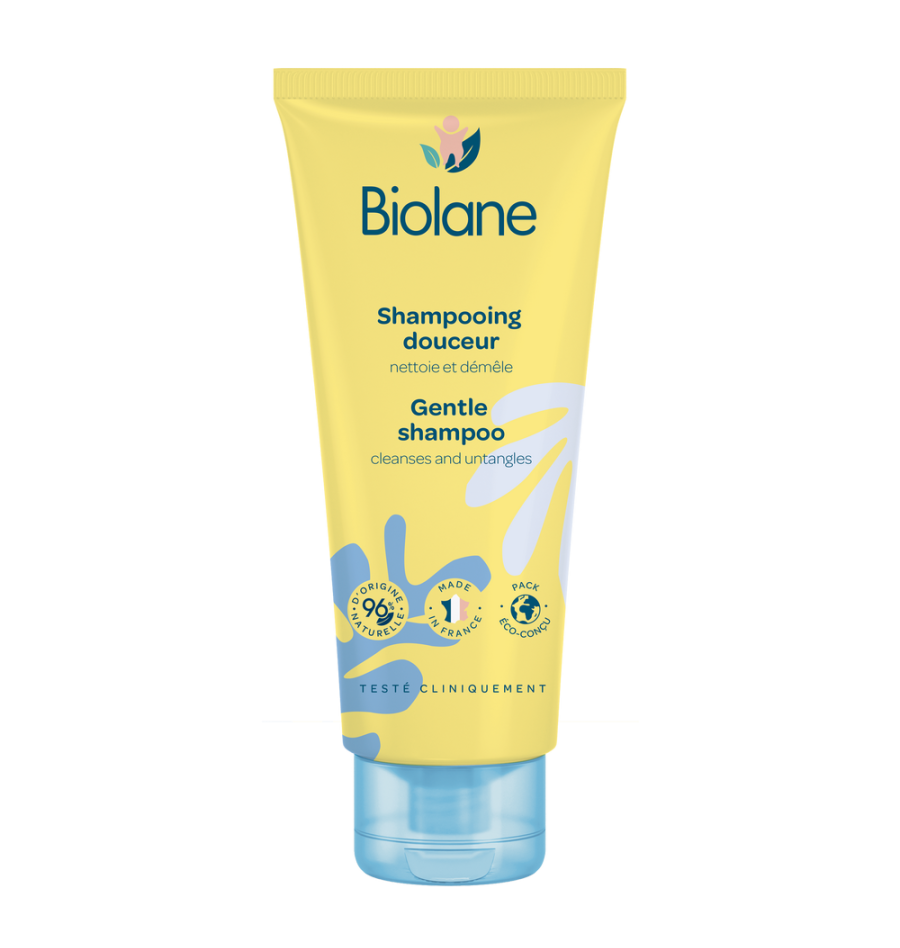 Biolane
Shampooing
douceur
nettoie et démêle
Gentle
shampoo
cleanses and untangles
D'ORIGINE
96%
NATURELLE
MADE
IN FRANCE
PACK
ÉCO-CONÇU
TESTÉ CLINIQUEMENT